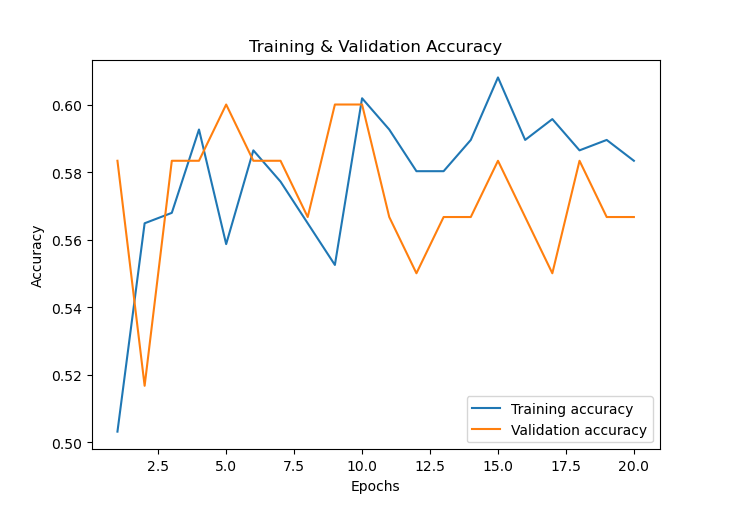 Training & Validation Accuracy
Accuracy
0.60
0.58
0.56
0.54
0.52
0.50
2.5 5.0 7.5 10.0 12.5 15.0 17.5 20.0
Epochs
Training accuracy
Validation accuracy